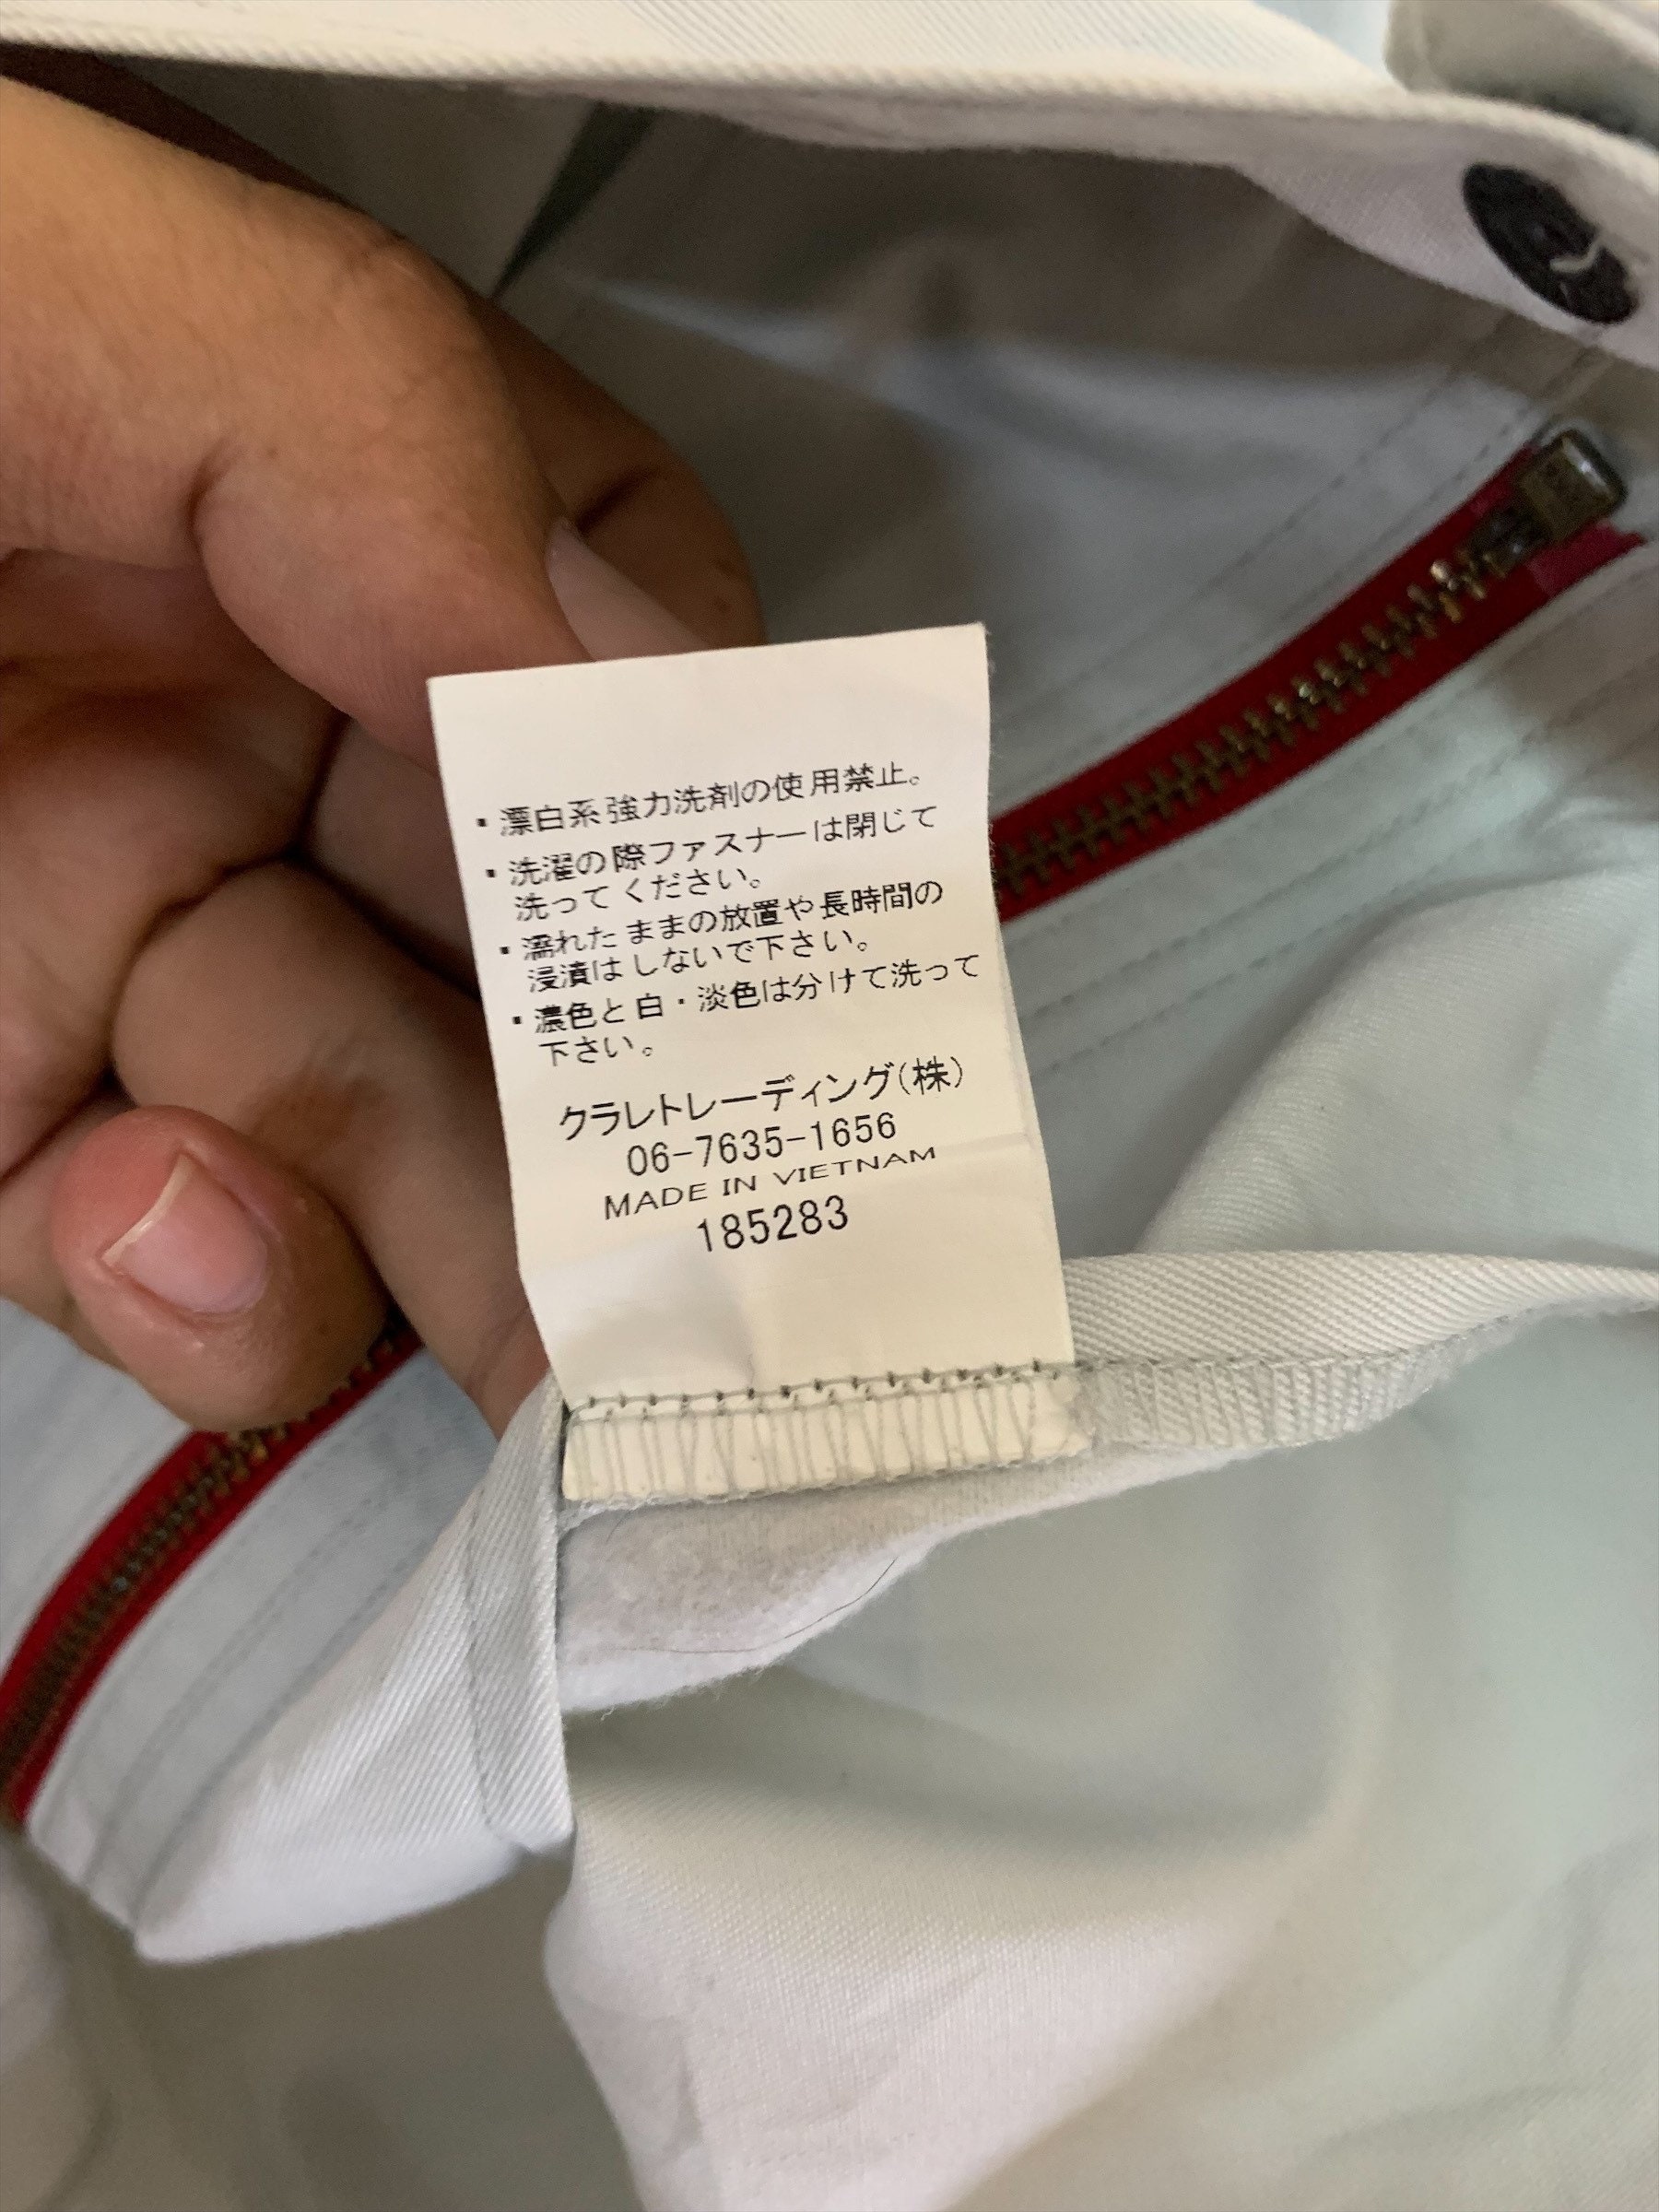 ・漂白系強力洗剤の使用禁止。
・洗濯の際ファスナーは閉じて
洗ってください。
・濡れたままの放置や長時間の
浸漬はしないで下さい。
・濃色と白・淡色は分けて洗って
下さい。
クラレトレーディング(株)
06-7635-1656
MADE IN VIETNAM
185283